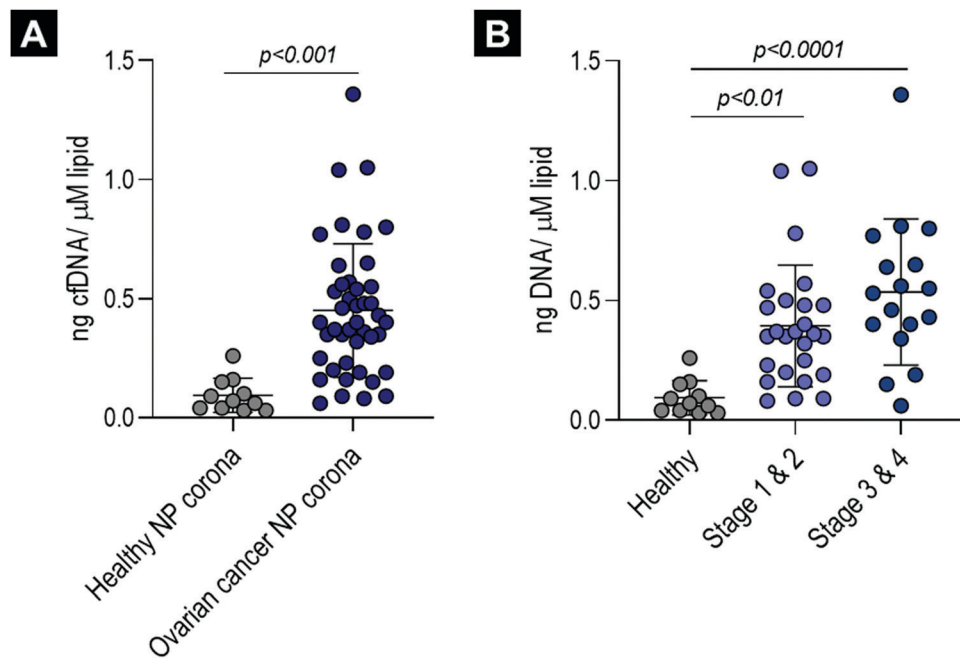 A
p<0.001
1.5
1.0
0.5
0.0
ng cfDNA/ μM lipid
Healthy NP corona
Ovarian cancer NP corona
B
p<0.0001
p<0.01
1.5
1.0
0.5
0.0
ng DNA/ μM lipid
Healthy
Stage 1 & 2
Stage 3 & 4